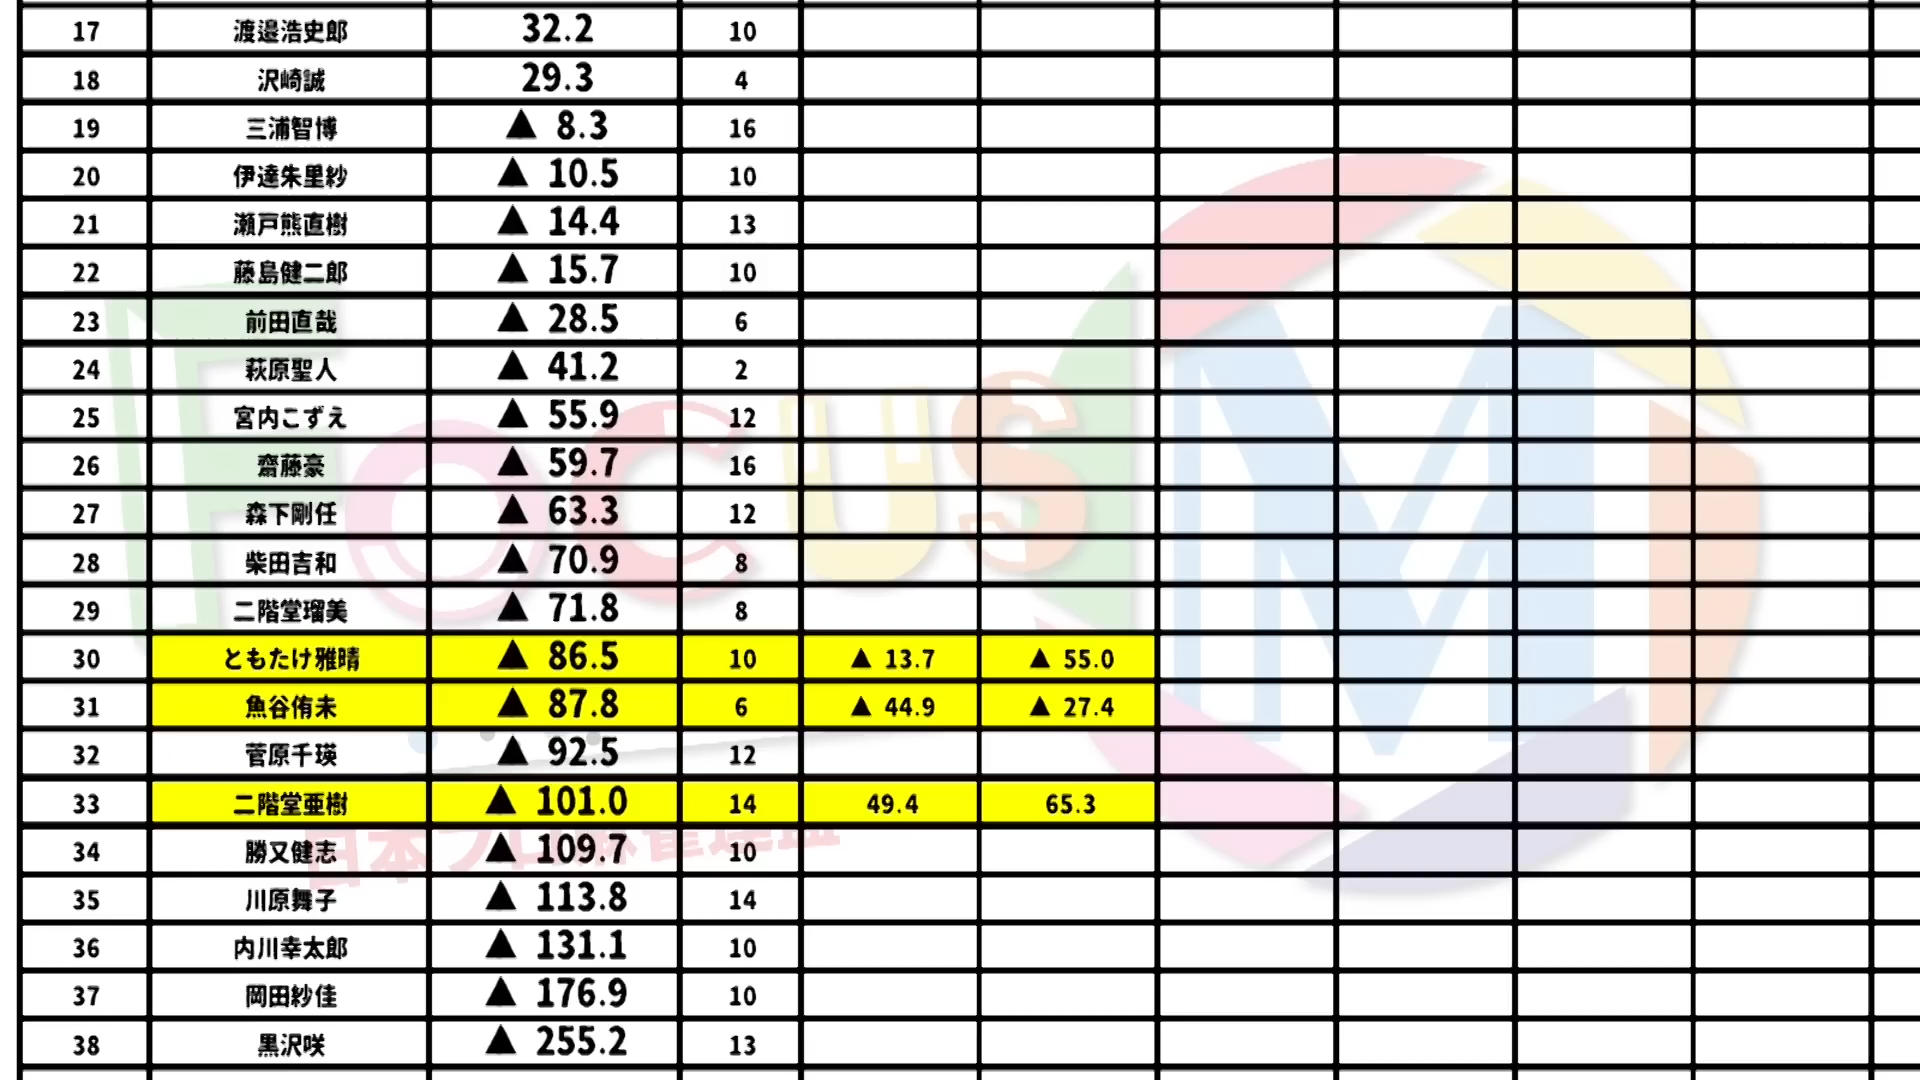 17 渡邉浩史郎 32.2 10
18 沢崎誠 29.3 4
19 三浦智博 ▲ 8.3 16
20 伊達朱里紗 ▲ 10.5 10
21 瀬戸熊直樹 ▲ 14.4 13
22 藤島健二郎 ▲ 15.7 10
23 前田直哉 ▲ 28.5 6
24 萩原聖人 ▲ 41.2 2
25 宮内こずえ ▲ 55.9 12
26 齋藤豪 ▲ 59.7 16
27 森下剛任 ▲ 63.3 12
28 柴田吉和 ▲ 70.9 8
29 二階堂瑠美 ▲ 71.8 8
30 ともたけ雅晴 ▲ 86.5 10 ▲ 13.7 ▲ 55.0
31 魚谷侑未 ▲ 87.8 6 ▲ 44.9 ▲ 27.4
32 菅原千瑛 ▲ 92.5 12
33 二階堂亜樹 ▲ 101.0 14 49.4 65.3
34 勝又健志 ▲ 109.7 10
35 川原舞子 ▲ 113.8 14
36 内川幸太郎 ▲ 131.1 10
37 岡田紗佳 ▲ 176.9 10
38 黒沢咲 ▲ 255.2 13
FOCUS M
日本プロ麻雀連盟